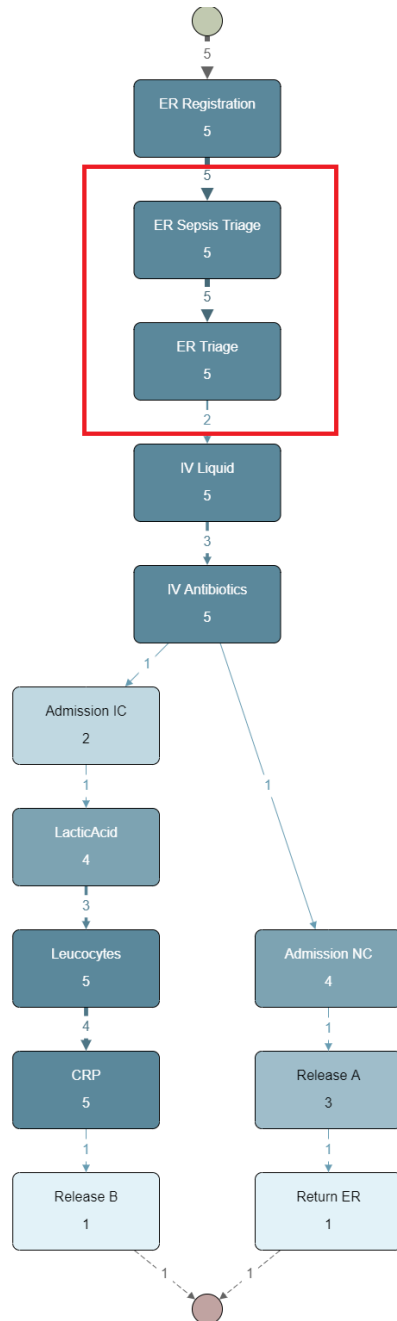 5
ER Registration
5
5
ER Sepsis Triage
5
5
ER Triage
5
2
IV Liquid
5
3
IV Antibiotics
5
1
Admission IC
2
1
1
LacticAcid
4
3
Leucocytes
5
Admission NC
4
4
1
CRP
5
Release A
3
1
1
Release B
1
Return ER
1
1
1